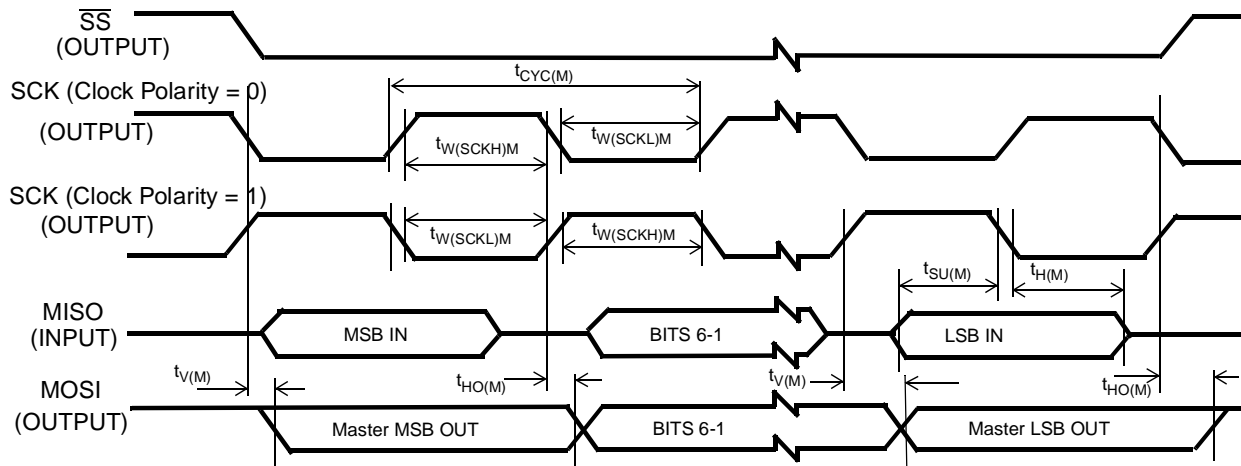 SS
(OUTPUT)
tCYC(M)
SCK (Clock Polarity = 0)
(OUTPUT)
tW(SCKH)M
tW(SCKL)M
SCK (Clock Polarity = 1)
(OUTPUT)
tW(SCKL)M
tW(SCKH)M
tSU(M)
tH(M)
MISO
(INPUT)
MSB IN
BITS 6-1
LSB IN
tV(M)
tHO(M)
tV(M)
tHO(M)
MOSI
(OUTPUT)
Master MSB OUT
BITS 6-1
Master LSB OUT